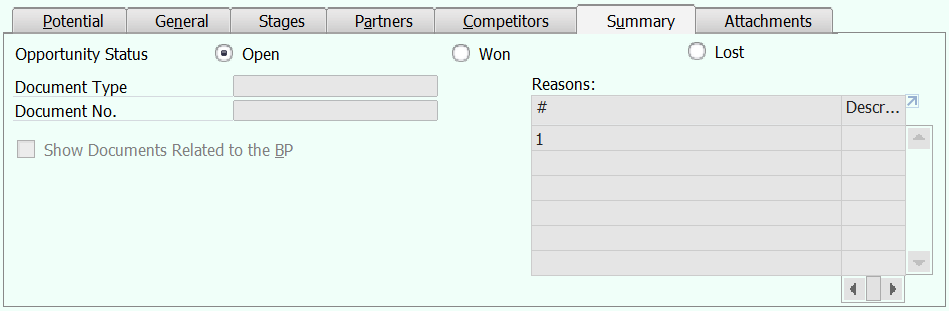 Potential General Stages Partners Competitors Summary Attachments
Opportunity Status Open Won Lost
Document Type
Document No.
Show Documents Related to the BP
Reasons:
# Descr...
1